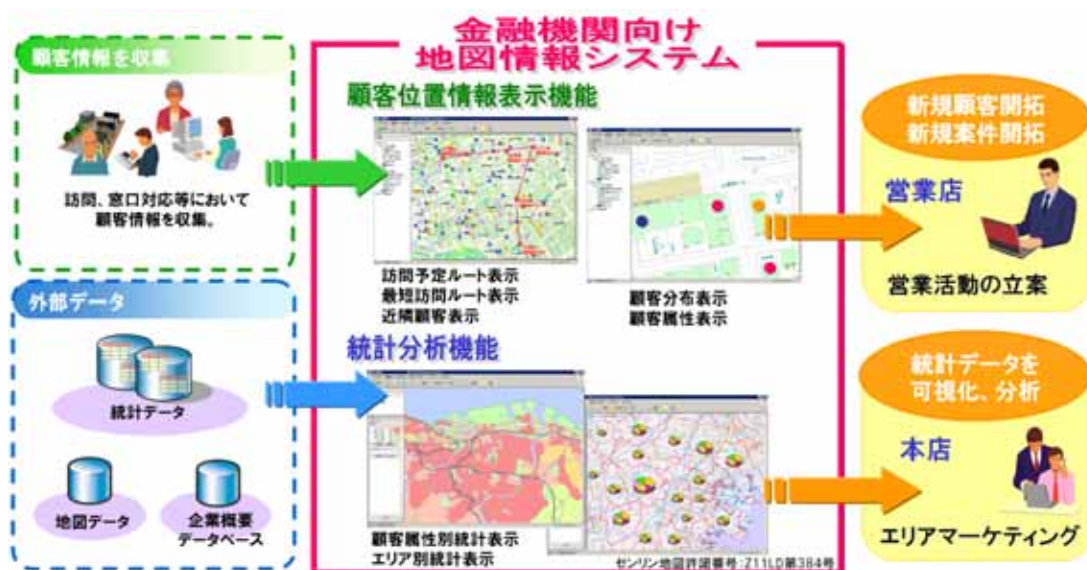 顧客情報を収集
訪問、窓口対応等において
顧客情報を収集。
外部データ
統計データ
地図データ
企業概要
データベース
金融機関向け
地図情報システム
顧客位置情報表示機能
訪問予定ルート表示
最短訪問ルート表示
近隣顧客表示
顧客分布表示
顧客属性表示
統計分析機能
顧客属性別統計表示
エリア別統計表示
センリン地図許諾番号:Z11LD第384号
新規顧客開拓
新規案件開拓
営業店
営業活動の立案
統計データを
可視化、分析
本店
エリアマーケティング